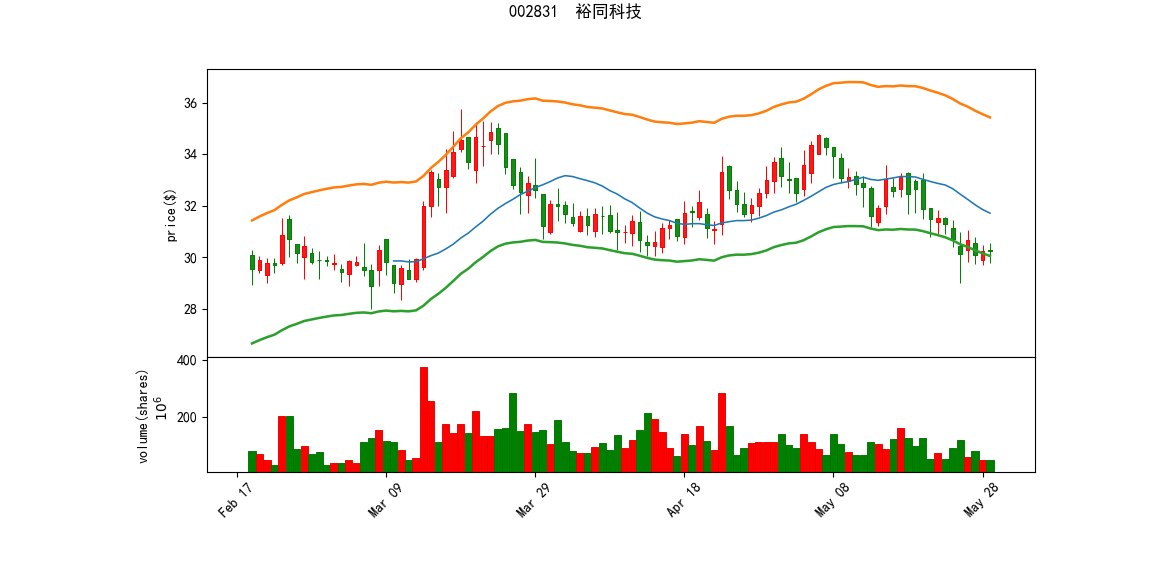 002831 裕同科技
36
34
32
30
28
price($)
400
200
volume(shares)
10^6
Feb 17
Mar 09
Mar 29
Apr 18
May 08
May 28